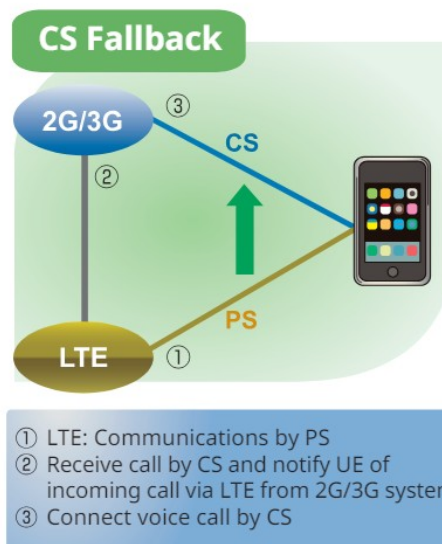 CS Fallback
2G/3G
③
CS
②
PS
LTE
①
① LTE: Communications by PS
② Receive call by CS and notify UE of
incoming call via LTE from 2G/3G system
③ Connect voice call by CS